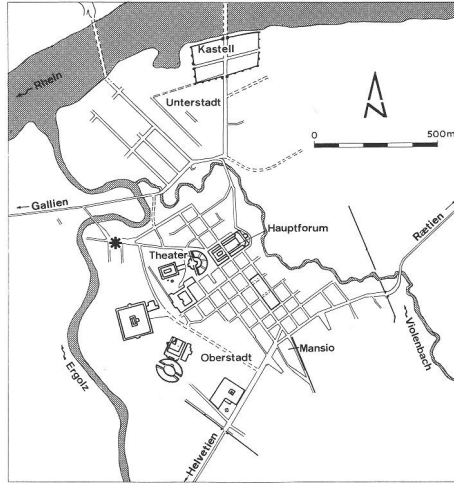 Kastell
← Rhein
Unterstadt
N
0 500m
← Gallien
Hauptforum
Rætien →
Theater
Mansio
Oberstadt
← Violenbach
← Ergolz
← Helvetien